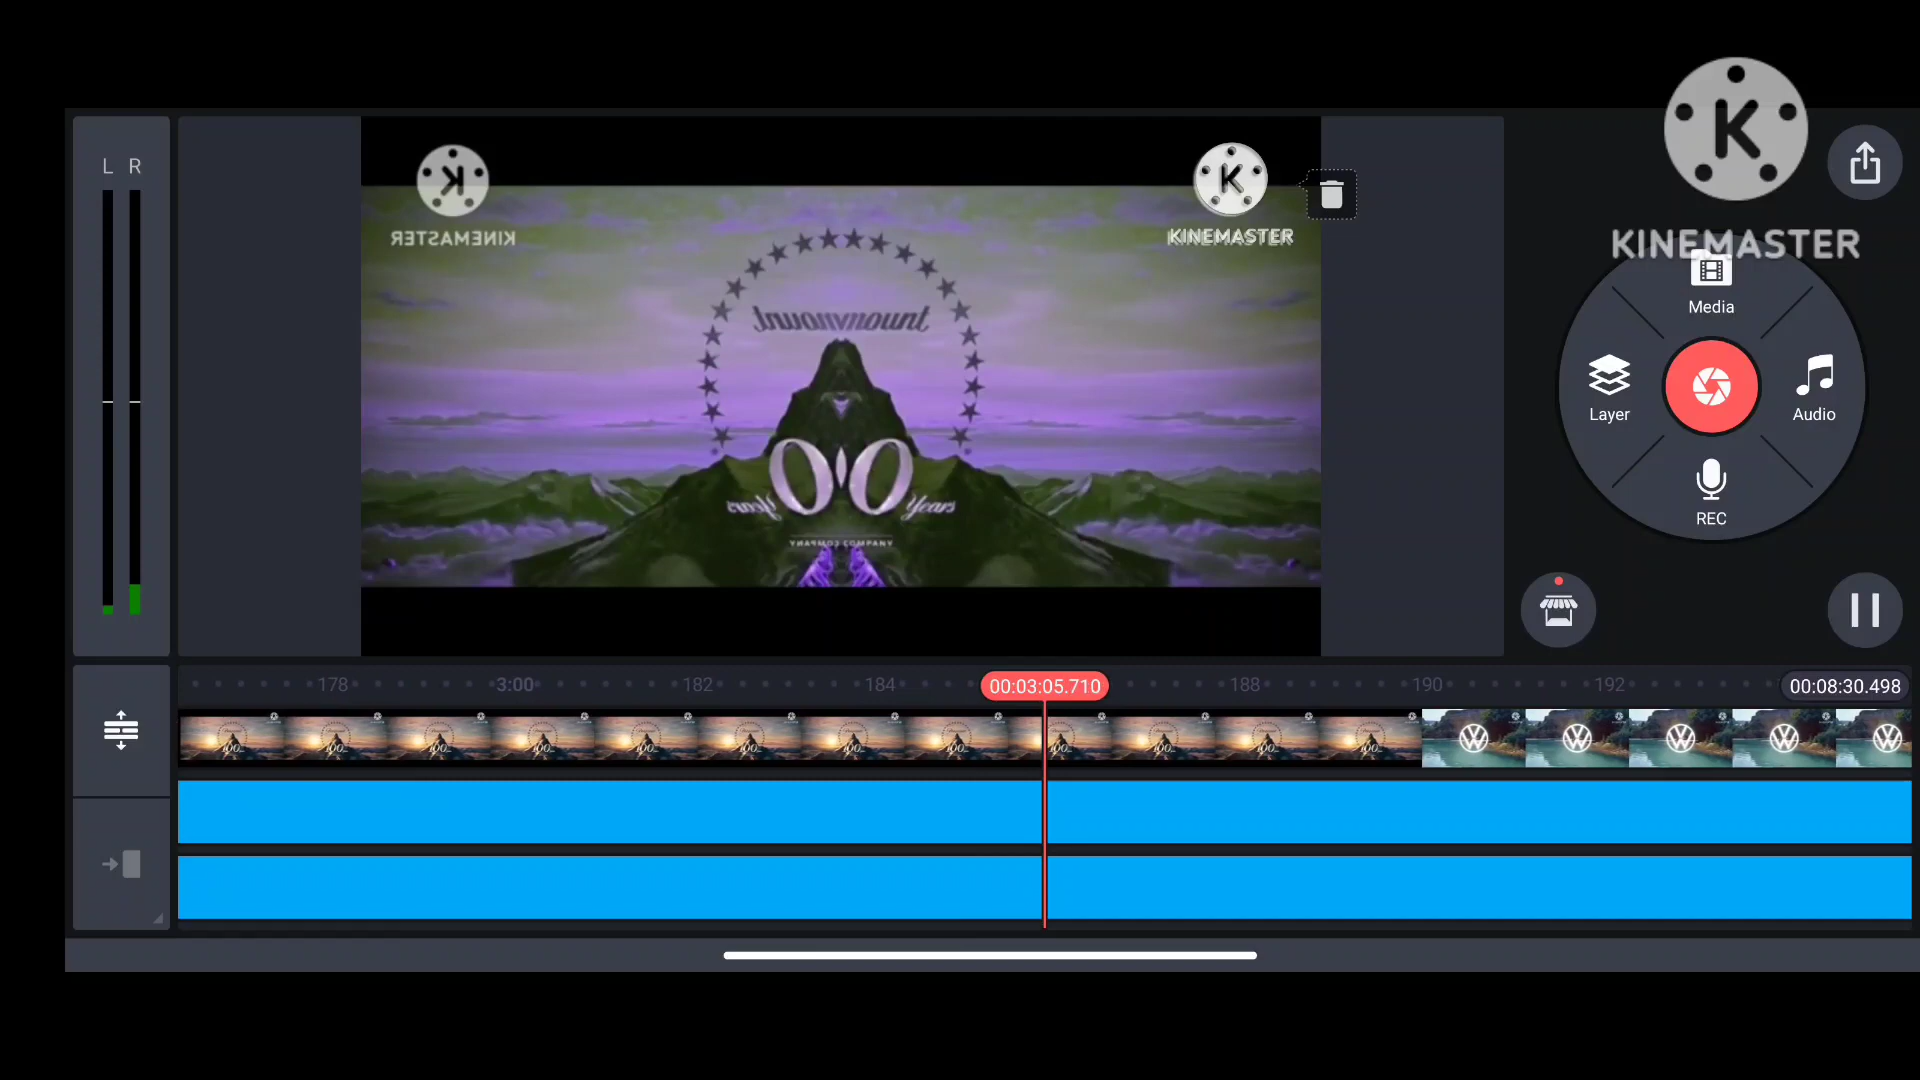 L R
KINEMASTER
KINEMASTER
KINEMASTER
Media
Layer
Audio
REC
Years
178
3:00
182
184
00:03:05.710
188
190
192
00:08:30.498